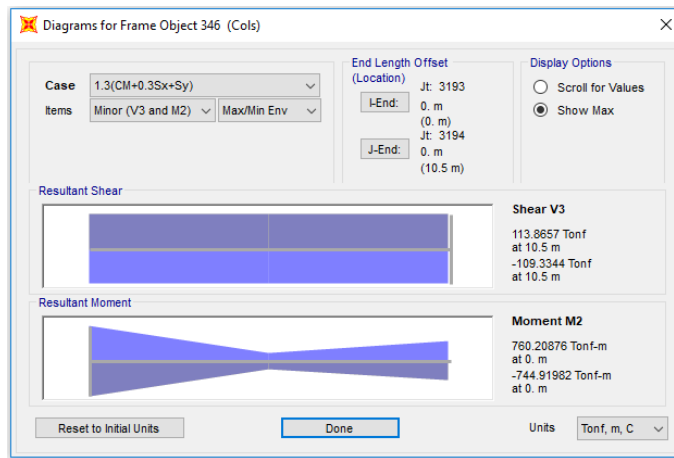 Diagrams for Frame Object 346 (Cols)
Case 1.3(CM+0.3Sx+Sy)
Items Minor (V3 and M2) Max/Min Env
End Length Offset
(Location)
Jt: 3193
I-End: 0. m
(0. m)
Jt: 3194
J-End: 0. m
(10.5 m)
Display Options
Scroll for Values
Show Max
Resultant Shear
Shear V3
113.8657 Tonf
at 10.5 m
-109.3344 Tonf
at 10.5 m
Resultant Moment
Moment M2
760.20876 Tonf-m
at 0. m
-744.91982 Tonf-m
at 0. m
Reset to Initial Units Done Units Tonf, m, C